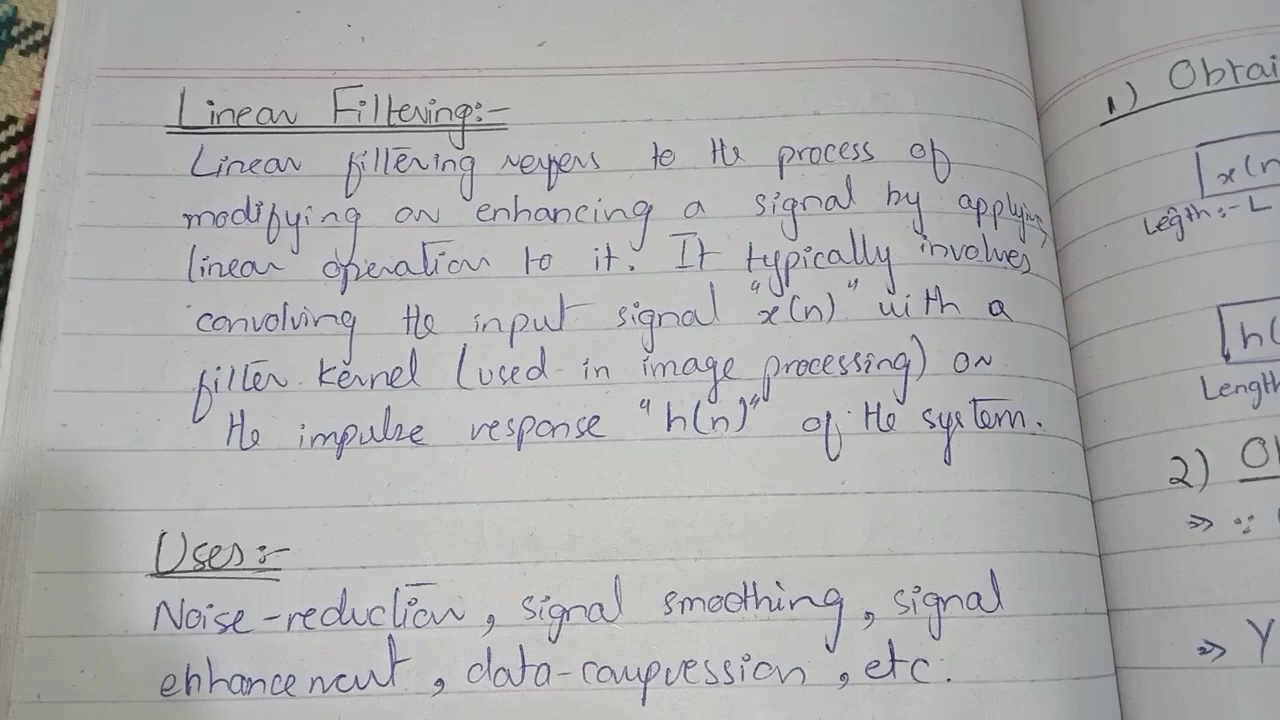 Linear Filtering:-
Linear filtering refers to the process of
modifying or enhancing a signal by applying
linear operation to it. It typically involves
convolving the input signal "x(n)" with a
filter kernel (used in image processing) or
the impulse response "h(n)" of the system.
Uses:-
Noise-reduction, signal smoothing, signal
enhancement, data-compression, etc.
1) Obtai
x(n
Legth:- L
h(
Length
2) Ob
⇒ ∵
⇒ Y